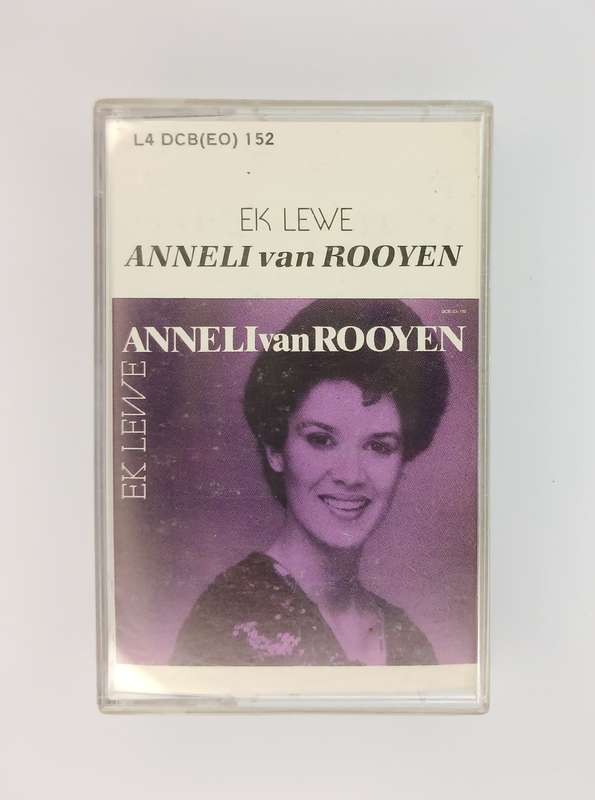 L4 DCB(EO) 152
EK LEWE
ANNELI van ROOYEN
ANNELI van ROOYEN
EK LEWE